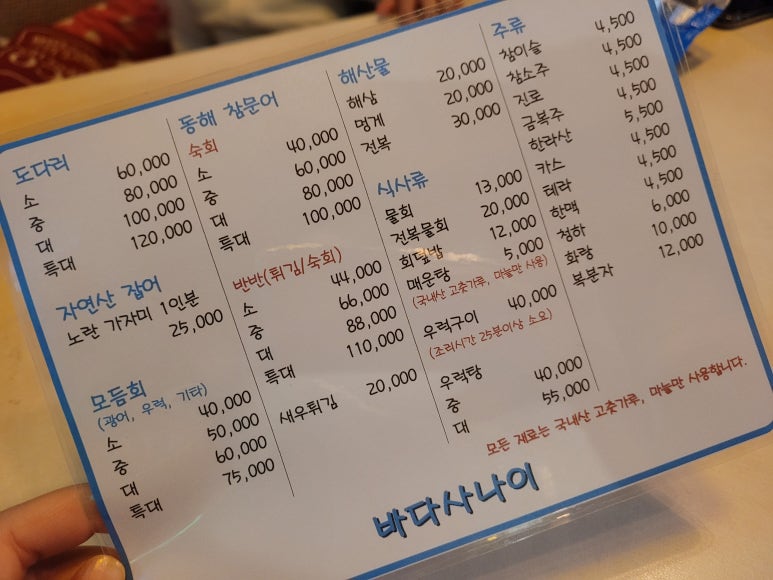 도다리
소 60,000
중 80,000
대 100,000
특대 120,000
자연산 잡어
노란 가자미 1인분
25,000
모듬회
(광어, 우럭, 기타)
소 40,000
중 50,000
대 60,000
특대 75,000
동해 참문어
숙회
소 40,000
중 60,000
대 80,000
특대 100,000
반반(튀김/숙회)
소 44,000
중 66,000
대 88,000
특대 110,000
새우튀김 20,000
해산물
해삼 20,000
멍게 20,000
전복 30,000
식사류
물회 13,000
전복물회 20,000
회덮밥 12,000
매운탕 5,000
(국내산 고춧가루, 마늘만 사용)
우럭구이 40,000
(조리시간 25분이상 소요)
우럭탕
중 40,000
대 55,000
주류
참이슬 4,500
참소주 4,500
진로 4,500
금복주 4,500
한라산 5,500
카스 4,500
테라 4,500
한맥 4,500
청하 6,000
화랑 10,000
복분자 12,000
모든 재료는 국내산 고춧가루, 마늘만 사용합니다.
바다사나이